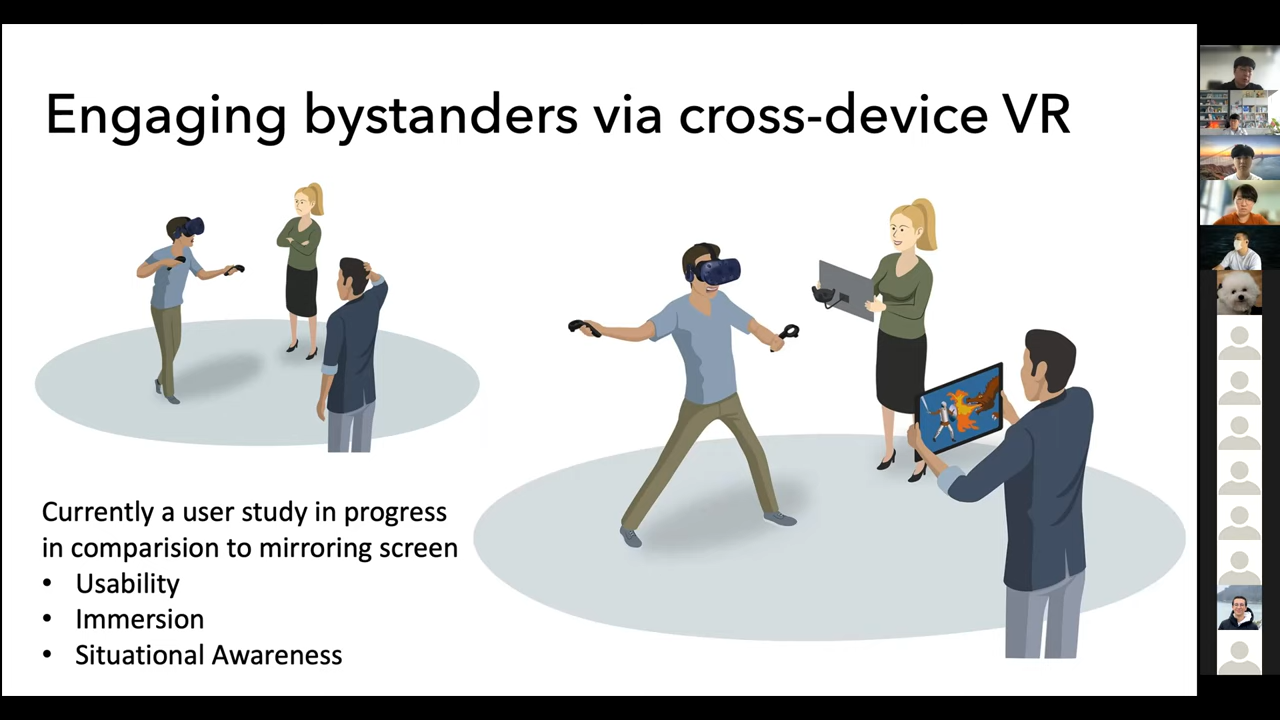 Engaging bystanders via cross-device VR
Currently a user study in progress
in comparision to mirroring screen
• Usability
• Immersion
• Situational Awareness